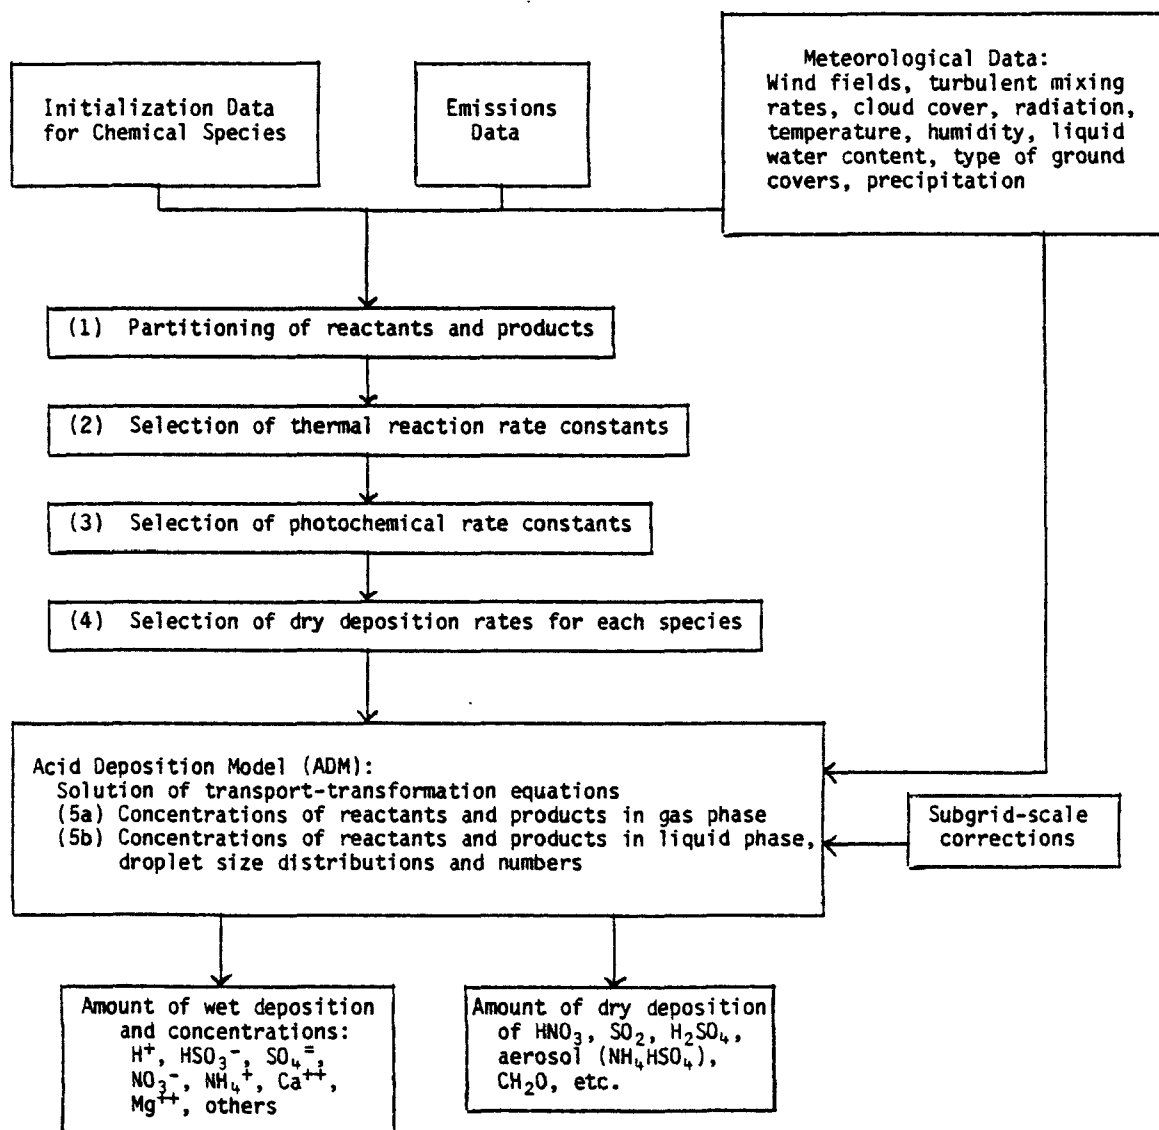 Initialization Data
for Chemical Species
Emissions
Data
Meteorological Data:
Wind fields, turbulent mixing
rates, cloud cover, radiation,
temperature, humidity, liquid
water content, type of ground
covers, precipitation
(1) Partitioning of reactants and products
(2) Selection of thermal reaction rate constants
(3) Selection of photochemical rate constants
(4) Selection of dry deposition rates for each species
Acid Deposition Model (ADM):
Solution of transport-transformation equations
(5a) Concentrations of reactants and products in gas phase
(5b) Concentrations of reactants and products in liquid phase,
droplet size distributions and numbers
Subgrid-scale
corrections
Amount of wet deposition
and concentrations:
H⁺, HSO₃⁻, SO₄⁼,
NO₃⁻, NH₄⁺, Ca⁺⁺,
Mg⁺⁺, others
Amount of dry deposition
of HNO₃, SO₂, H₂SO₄,
aerosol (NH₄HSO₄),
CH₂O, etc.